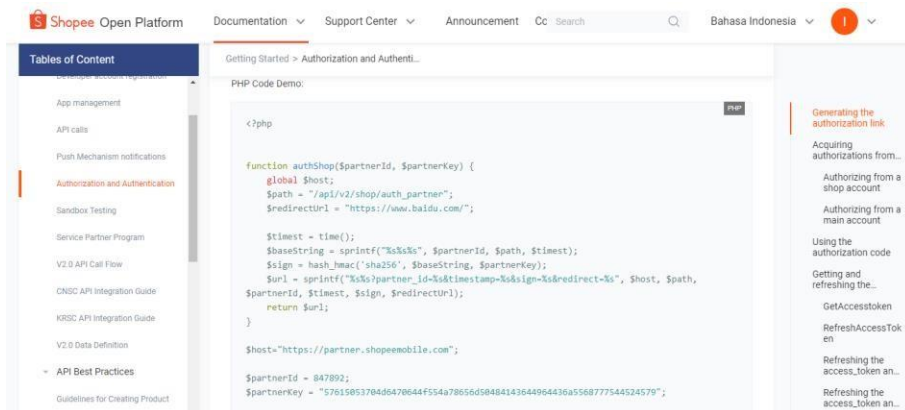 Shopee Open Platform
Documentation
Support Center
Announcement
Cc
Search
Bahasa Indonesia
I
Tables of Content
Developer account registration
App management
API calls
Push Mechanism notifications
Authorization and Authentication
Sandbox Testing
Service Partner Program
V2.0 API Call Flow
CNSC API Integration Guide
KRSC API Integration Guide
V2.0 Data Definition
API Best Practices
Guidelines for Creating Product
Getting Started > Authorization and Authenti...
PHP Code Demo:
PHP
<?php
function authShop($partnerId, $partnerKey) {
global $host;
$path = "/api/v2/shop/auth_partner";
$redirectUrl = "https://www.baidu.com/";
$timest = time();
$baseString = sprintf("%s%s%s", $partnerId, $path, $timest);
$sign = hash_hmac('sha256', $baseString, $partnerKey);
$url = sprintf("%s%s?partner_id=%s&timestamp=%s&sign=%s&redirect=%s", $host, $path,
$partnerId, $timest, $sign, $redirectUrl);
return $url;
}
$host="https://partner.shopeemobile.com";
$partnerId = 847892;
$partnerKey = "57615053704d6470644f554a78656d50484143644964436a5568777544524579";
Generating the
authorization link
Acquiring
authorizations from...
Authorizing from a
shop account
Authorizing from a
main account
Using the
authorization code
Getting and
refreshing the...
GetAccesstoken
RefreshAccessTok
en
Refreshing the
access_token an...
Refreshing the
access_token an...